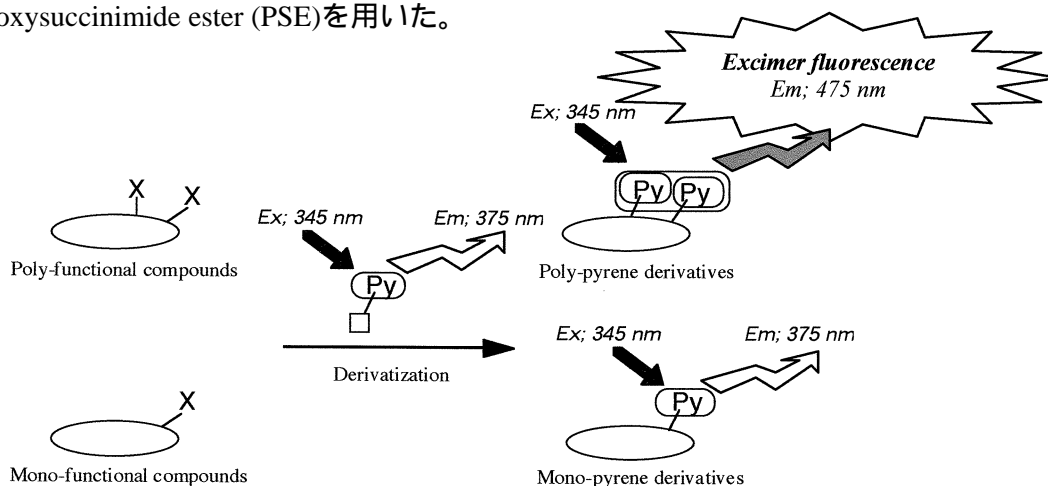 oxysuccinimide ester (PSE)を用いた。
Excimer fluorescence
Em; 475 nm
Ex; 345 nm
Py Py
X X
Ex; 345 nm Em; 375 nm
Poly-functional compounds
Poly-pyrene derivatives
Py
Ex; 345 nm Em; 375 nm
Derivatization
X
Py
Mono-functional compounds
Mono-pyrene derivatives